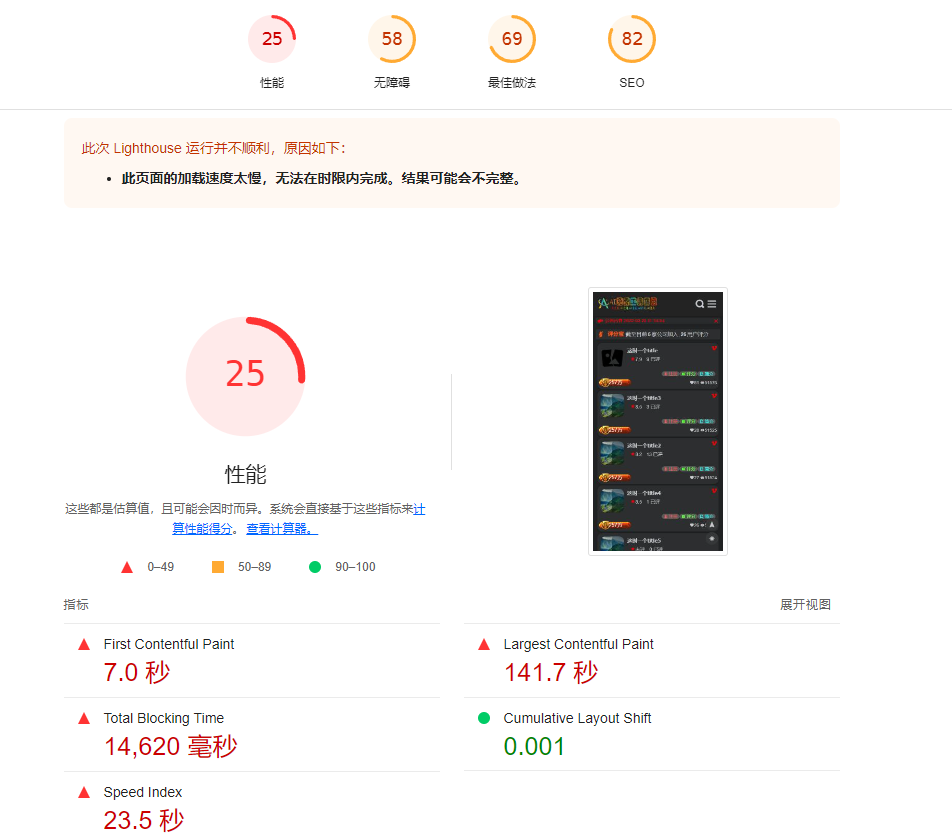 25
58
69
82
性能
无障碍
最佳做法
SEO
此次 Lighthouse 运行并不顺利，原因如下：
• 此页面的加载速度太慢，无法在时限内完成。结果可能会不完整。
25
性能
这些都是估算值，且可能会因时而异。系统会直接基于这些指标来计
算性能得分。查看计算器。
0–49
50–89
90–100
指标
展开视图
First Contentful Paint
7.0 秒
Largest Contentful Paint
141.7 秒
Total Blocking Time
14,620 毫秒
Cumulative Layout Shift
0.001
Speed Index
23.5 秒